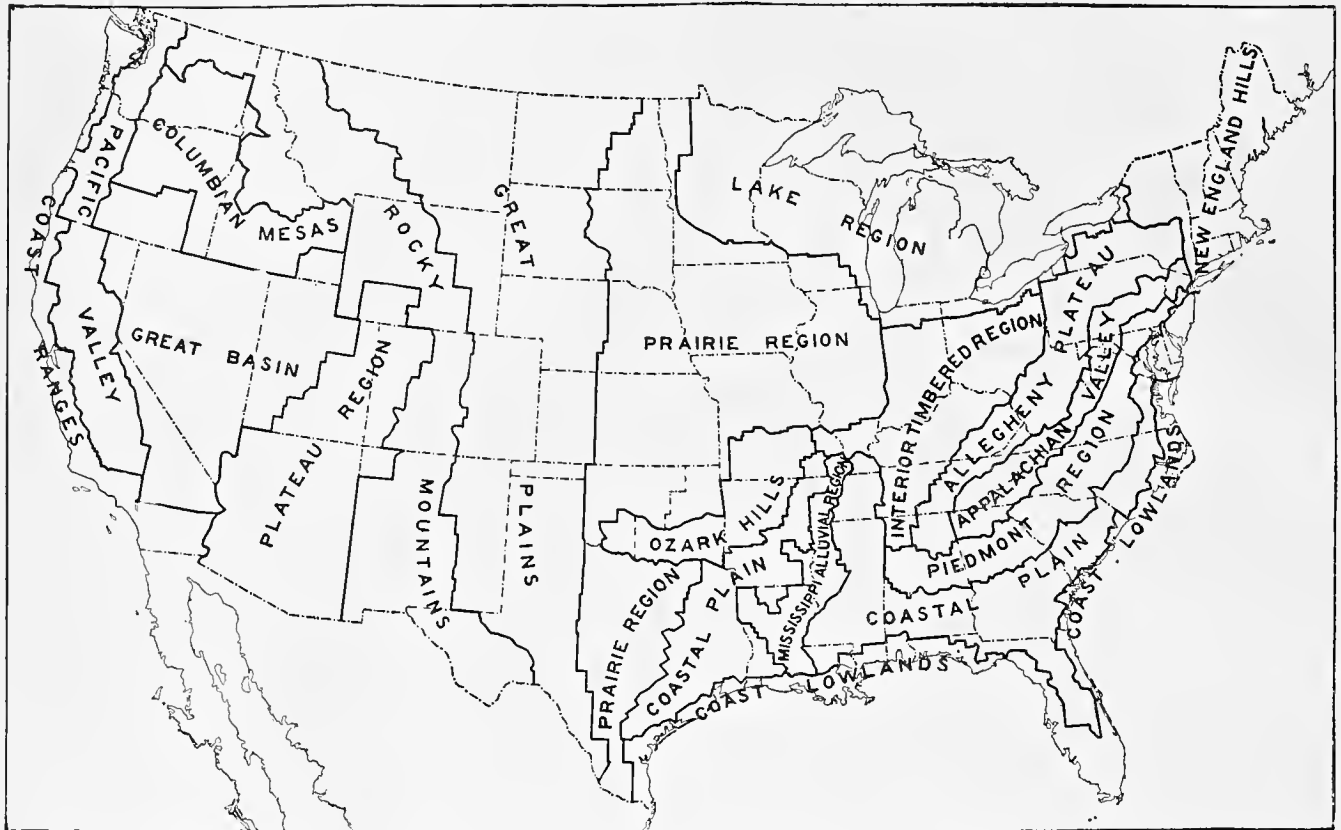 PACIFIC
COLUMBIAN
MESAS
COAST
RANGES
VALLEY
GREAT BASIN
PLATEAU
REGION
ROCKY
MOUNTAINS
GREAT
PLAINS
LAKE
REGION
PRAIRIE REGION
NEW ENGLAND HILLS
INTERIOR TIMBERED REGION
ALLEGHENY
PLATEAU
APPALACHIAN
VALLEY
PIEDMONT
REGION
OZARK
HILLS
MISSISSIPPI ALLUVIAL REGION
PRAIRIE REGION
COASTAL PLAIN
COASTAL
PLAIN
COAST
LOWLANDS
COAST
LOWLANDS